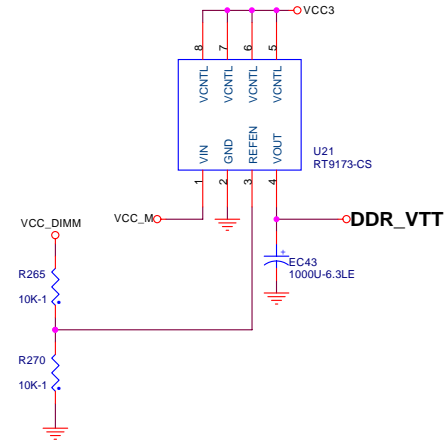 VCC3
8 7 6 5
VCNTL VCNTL VCNTL VCNTL
U21
RT9173-CS
VIN GND REFEN VOUT
1 2 3 4
VCC_M
DDR_VTT
VCC_DIMM
+
EC43
1000U-6.3LE
R265
10K-1
R270
10K-1